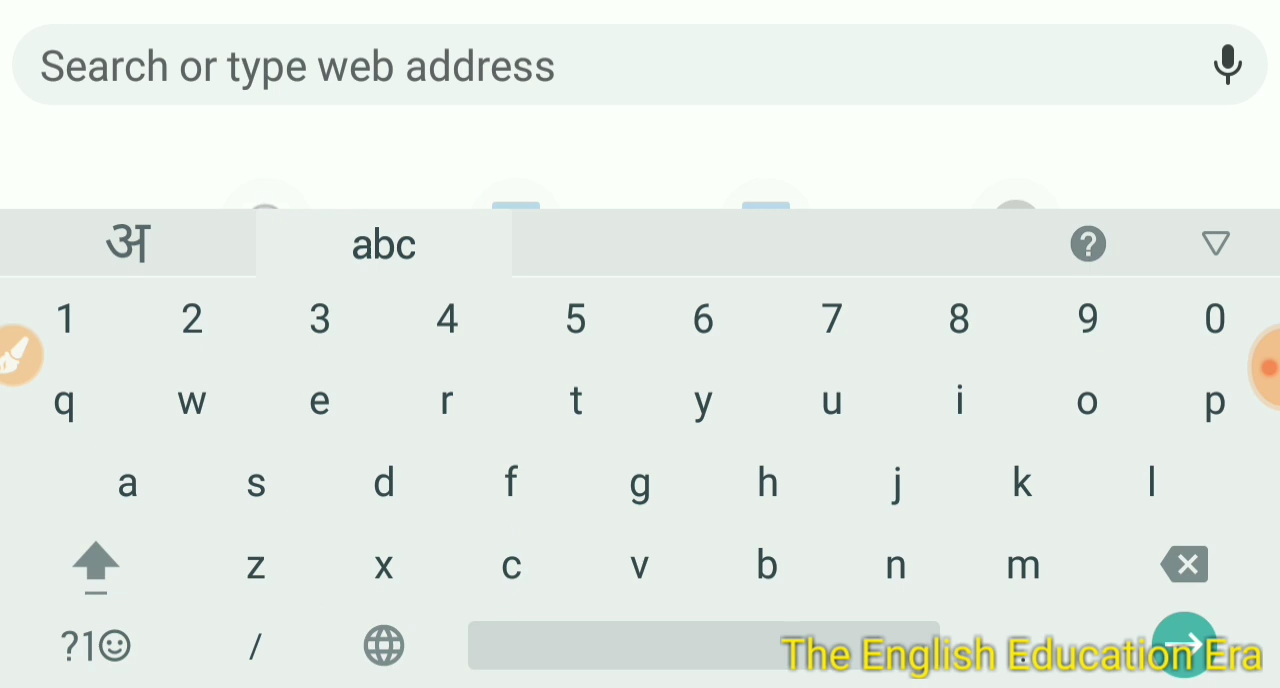 Search or type web address
अ abc ?
1 2 3 4 5 6 7 8 9 0
q w e r t y u i o p
a s d f g h j k l
z x c v b n m
?1 / .
The English Education Era